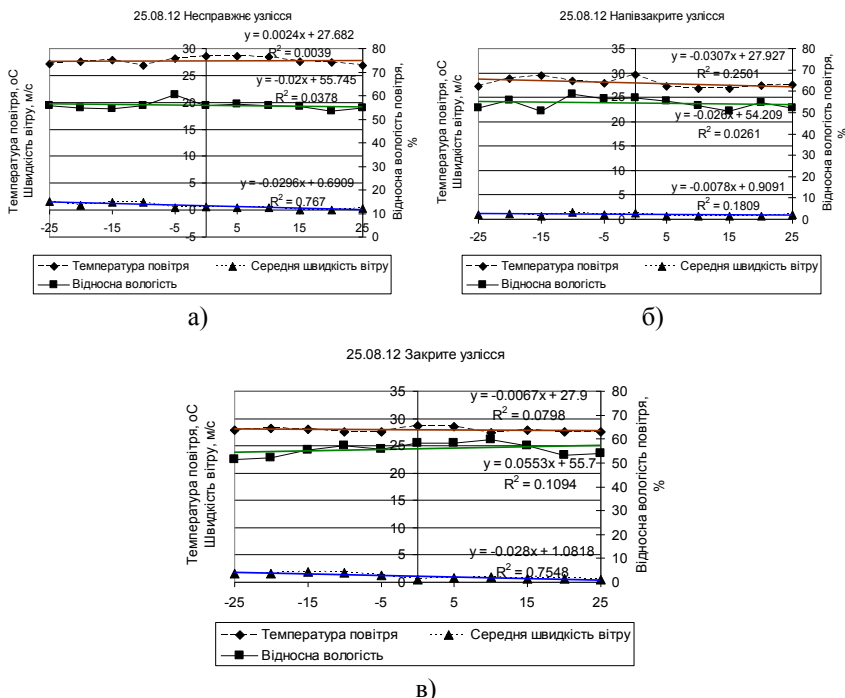 25.08.12 Несправжнє узлісся
y = 0.0024x + 27.682
R² = 0.0039
y = -0.02x + 55.745
R² = 0.0378
y = -0.0296x + 0.6909
R² = 0.767
30
25
20
15
10
5
0
-5
80
70
60
50
40
30
20
10
0
-25 -15 -5 5 15 25
Температура повітря, оС
Швидкість вітру, м/с
Відносна вологість повітря,
%
Температура повітря
Середня швидкість вітру
Відносна вологість
а)
25.08.12 Напівзакрите узлісся
y = -0.0307x + 27.927
R² = 0.2501
y = -0.026x + 54.209
R² = 0.0261
y = -0.0078x + 0.9091
R² = 0.1809
35
30
25
20
15
10
5
0
80
70
60
50
40
30
20
10
0
-25 -15 -5 5 15 25
Температура повітря, оС
Швидкість вітру, м/с
Відносна вологість повітря,
%
Температура повітря
Середня швидкість вітру
Відносна вологість
б)
25.08.12 Закрите узлісся
y = -0.0067x + 27.9
R² = 0.0798
y = 0.0553x + 55.7
R² = 0.1094
y = -0.028x + 1.0818
R² = 0.7548
35
30
25
20
15
10
5
0
80
70
60
50
40
30
20
10
0
-25 -15 -5 5 15 25
Температура повітря, оС
Швидкість вітру, м/с
Відносна вологість повітря,
%
Температура повітря
Середня швидкість вітру
Відносна вологість
в)